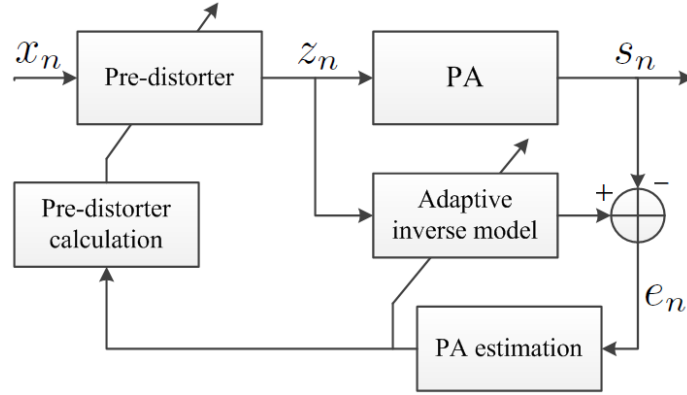 x_n
Pre-distorter
z_n
PA
s_n
Pre-distorter
calculation
Adaptive
inverse model
+
−
e_n
PA estimation